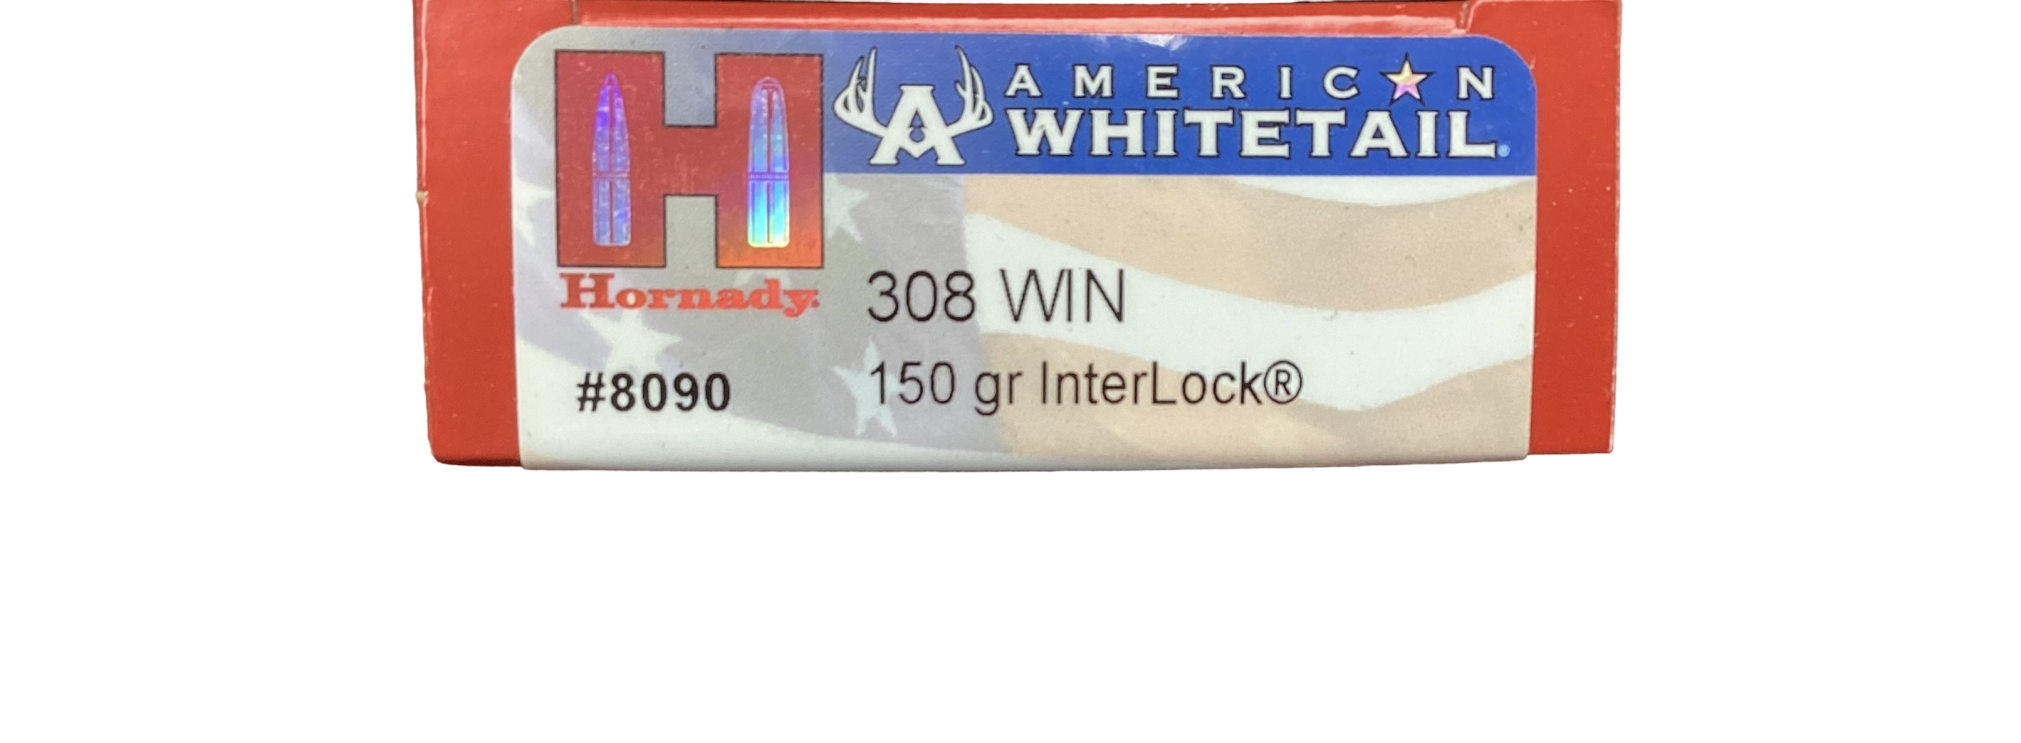 H
Hornady.
A
AMERICAN
WHITETAIL®
308 WIN
#8090
150 gr InterLock®